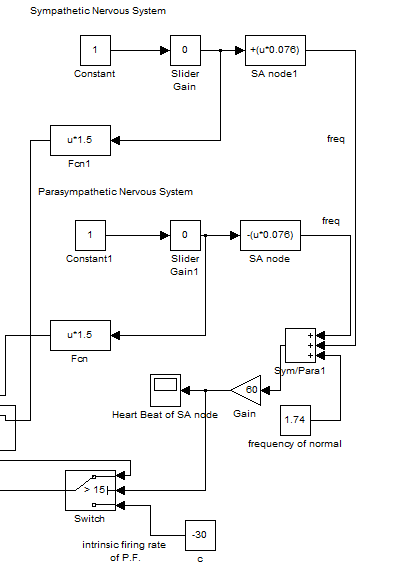 Sympathetic Nervous System
1
0
+(u*0.076)
Constant
Slider
Gain
SA node1
u*1.5
freq
Fcn1
Parasympathetic Nervous System
freq
1
0
-(u*0.076)
Constant1
Slider
Gain1
SA node
u*1.5
+
+
+
Fcn
Sym/Para1
60
Heart Beat of SA node
Gain
1.74
frequency of normal
> 15
Switch
-30
intrinsic firing rate
of P.F.
c